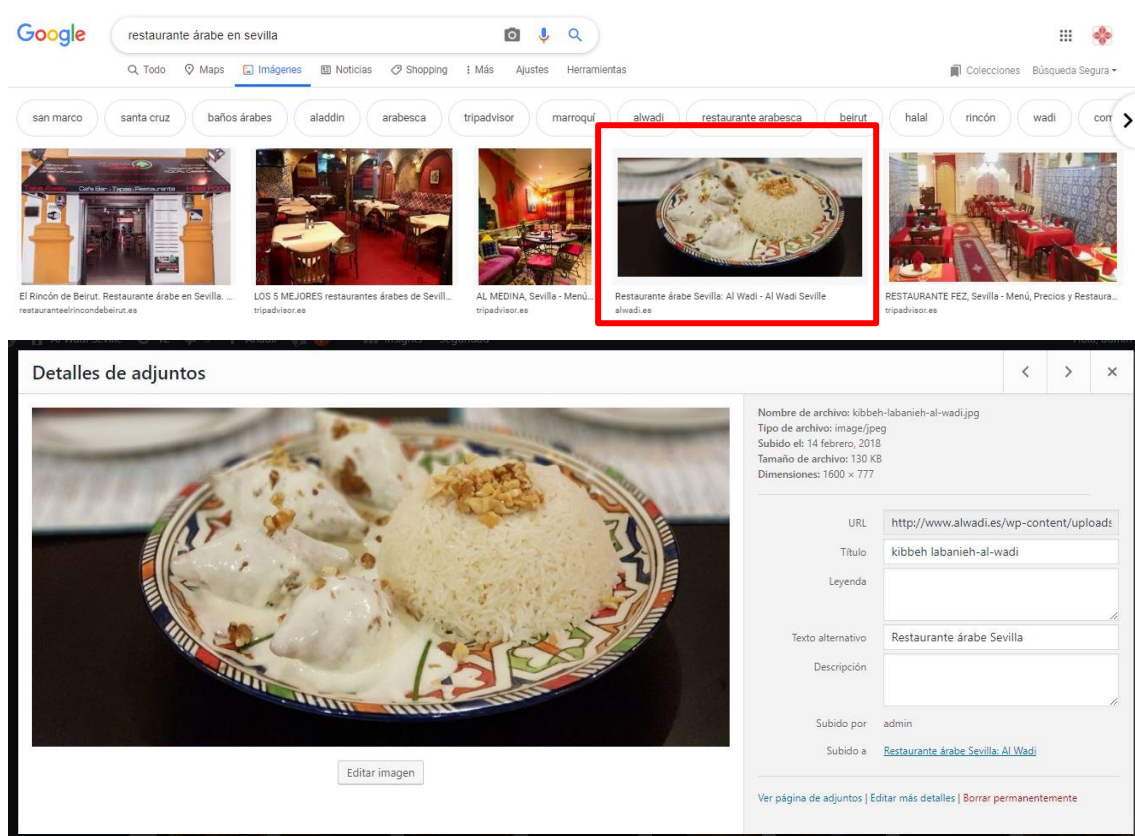 Google
restaurante árabe en sevilla
Todo Maps Imágenes Noticias Shopping Más Ajustes Herramientas
Colecciones Búsqueda Segura
san marco santa cruz baños árabes aladdin arabesca tripadvisor marroquí alwadi restaurante arabesca beirut halal rincón wadi com
Cafe Bar - Tapas - Restaurante
El Rincón de Beirut. Restaurante árabe en Sevilla. ...
restauranteelrincondebeirut.es
LOS 5 MEJORES restaurantes árabes de Sevill...
tripadvisor.es
AL MEDINA, Sevilla - Menú...
tripadvisor.es
Restaurante árabe Sevilla: Al Wadi - Al Wadi Seville
alwadi.es
RESTAURANTE FEZ, Sevilla - Menú, Precios y Restaura...
tripadvisor.es
Detalles de adjuntos
Nombre de archivo: kibbeh-labanieh-al-wadi.jpg
Tipo de archivo: image/jpeg
Subido el: 14 febrero, 2018
Tamaño de archivo: 130 KB
Dimensiones: 1600 × 777
URL http://www.alwadi.es/wp-content/uploads
Título kibbeh labanieh-al-wadi
Leyenda
Texto alternativo Restaurante árabe Sevilla
Descripción
Subido por admin
Subido a Restaurante árabe Sevilla: Al Wadi
Editar imagen
Ver página de adjuntos | Editar más detalles | Borrar permanentemente